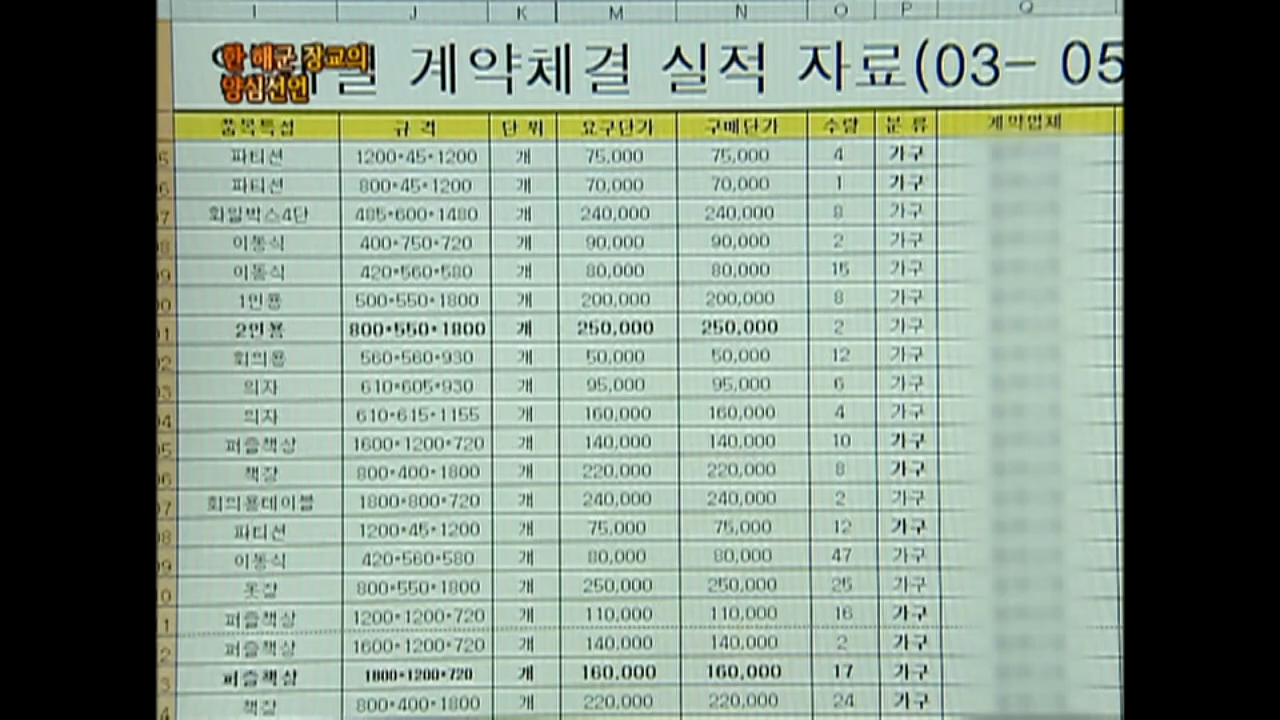 I J K M N O P Q
한 해군 장교의
양심선언
계약체결 실적 자료(03- 05
품목특성 규 격 단 위 요구단가 구매단가 수량 분 류 계약업체
파티션 1200*45*1200 개 75,000 75,000 4 가구
파티션 800*45*1200 개 70,000 70,000 1 가구
화일박스4단 485*600*1480 개 240,000 240,000 가구
이동식 400*750*720 개 90,000 90,000 2 가구
이동식 420*560*580 개 80,000 80,000 15 가구
1인용 500*550*1800 개 200,000 200,000 8 가구
2인용 800*550*1800 개 250,000 250,000 2 가구
회의용 560*560*930 개 50,000 50,000 12 가구
의자 610*605*930 개 95,000 95,000 6 가구
의자 610*615*1155 개 160,000 160,000 4 가구
퍼즐책상 1600*1200*720 개 140,000 140,000 10 가구
책장 800*400*1800 개 220,000 220,000 8 가구
회의용테이블 1800*800*720 개 240,000 240,000 2 가구
파티션 1200*45*1200 개 75,000 75,000 12 가구
이동식 420*560*580 개 80,000 80,000 47 가구
옷장 800*550*1800 개 250,000 250,000 25 가구
퍼즐책상 1200*1200*720 개 110,000 110,000 16 가구
퍼즐책상 1600*1200*720 개 140,000 140,000 2 가구
퍼즐책상 1800*1200*720 개 160,000 160,000 17 가구
책장 800*400*1800 개 220,000 220,000 24 가구